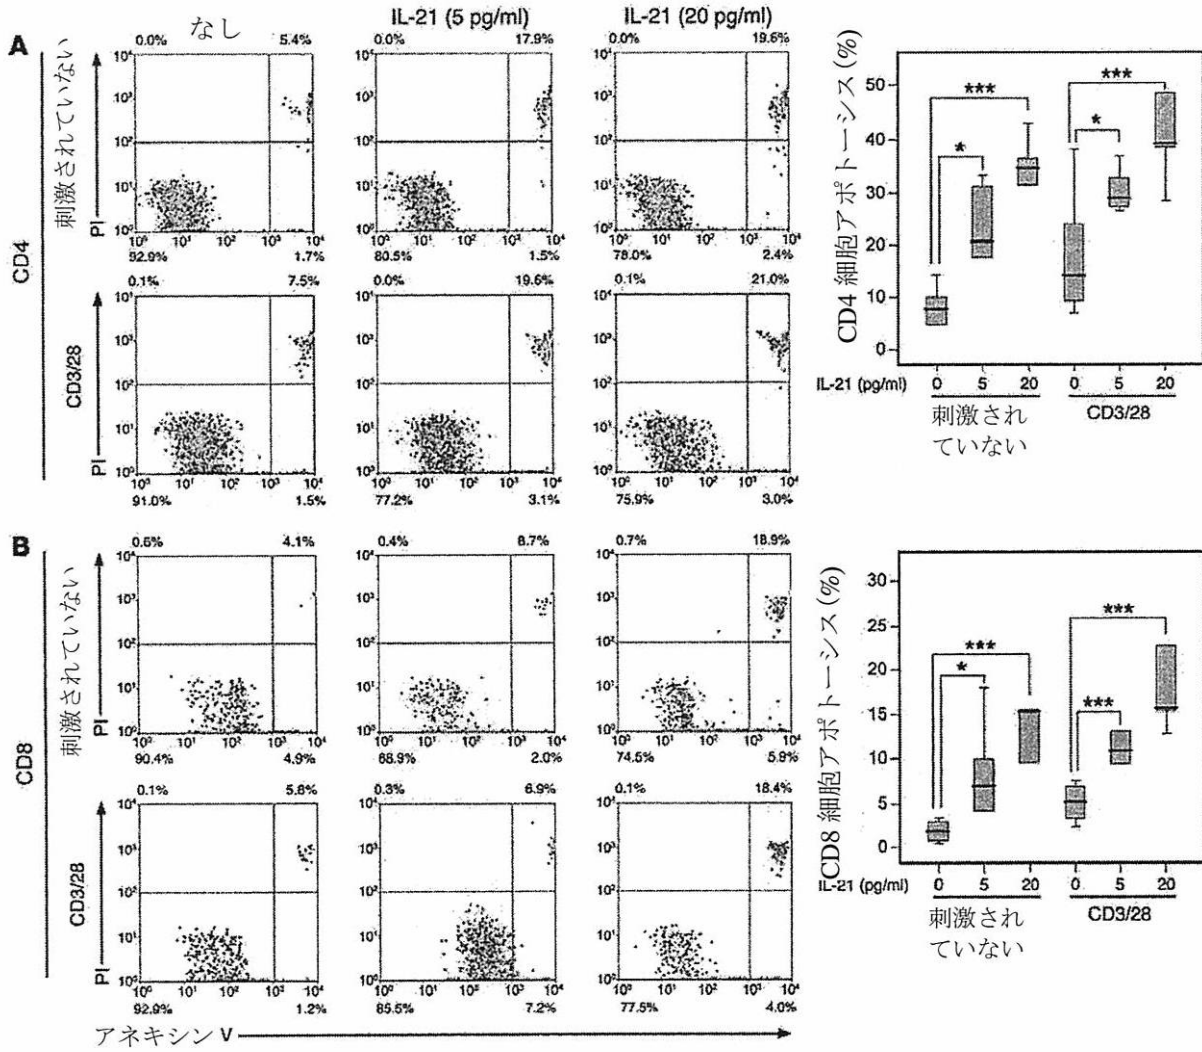 A
なし
IL-21 (5 pg/ml)
IL-21 (20 pg/ml)
CD4
刺激されていない
PI
0.0% 5.4%
0.0% 17.9%
0.0% 19.6%
10⁴
10³
10²
10¹
10⁰
10⁰ 10¹ 10² 10³ 10⁴
92.9% 1.7%
80.5% 1.5%
78.0% 2.4%
CD3/28
PI
0.1% 7.5%
0.0% 19.6%
0.1% 21.0%
91.0% 1.5%
77.2% 3.1%
75.9% 3.0%
CD4 細胞アポトーシス (%)
50
40
30
20
10
0
* *** * ***
IL-21 (pg/ml) 0 5 20 0 5 20
刺激され
ていない
CD3/28
B
CD8
刺激されていない
PI
0.6% 4.1%
0.4% 8.7%
0.7% 18.9%
90.4% 4.9%
68.9% 2.0%
74.5% 5.9%
CD3/28
PI
0.1% 5.8%
0.3% 6.9%
0.1% 18.4%
92.9% 1.2%
85.5% 7.2%
77.5% 4.0%
アネキシン V
CD8 細胞アポトーシス (%)
30
25
20
15
10
5
0
* *** *** ***
IL-21 (pg/ml) 0 5 20 0 5 20
刺激され
ていない
CD3/28